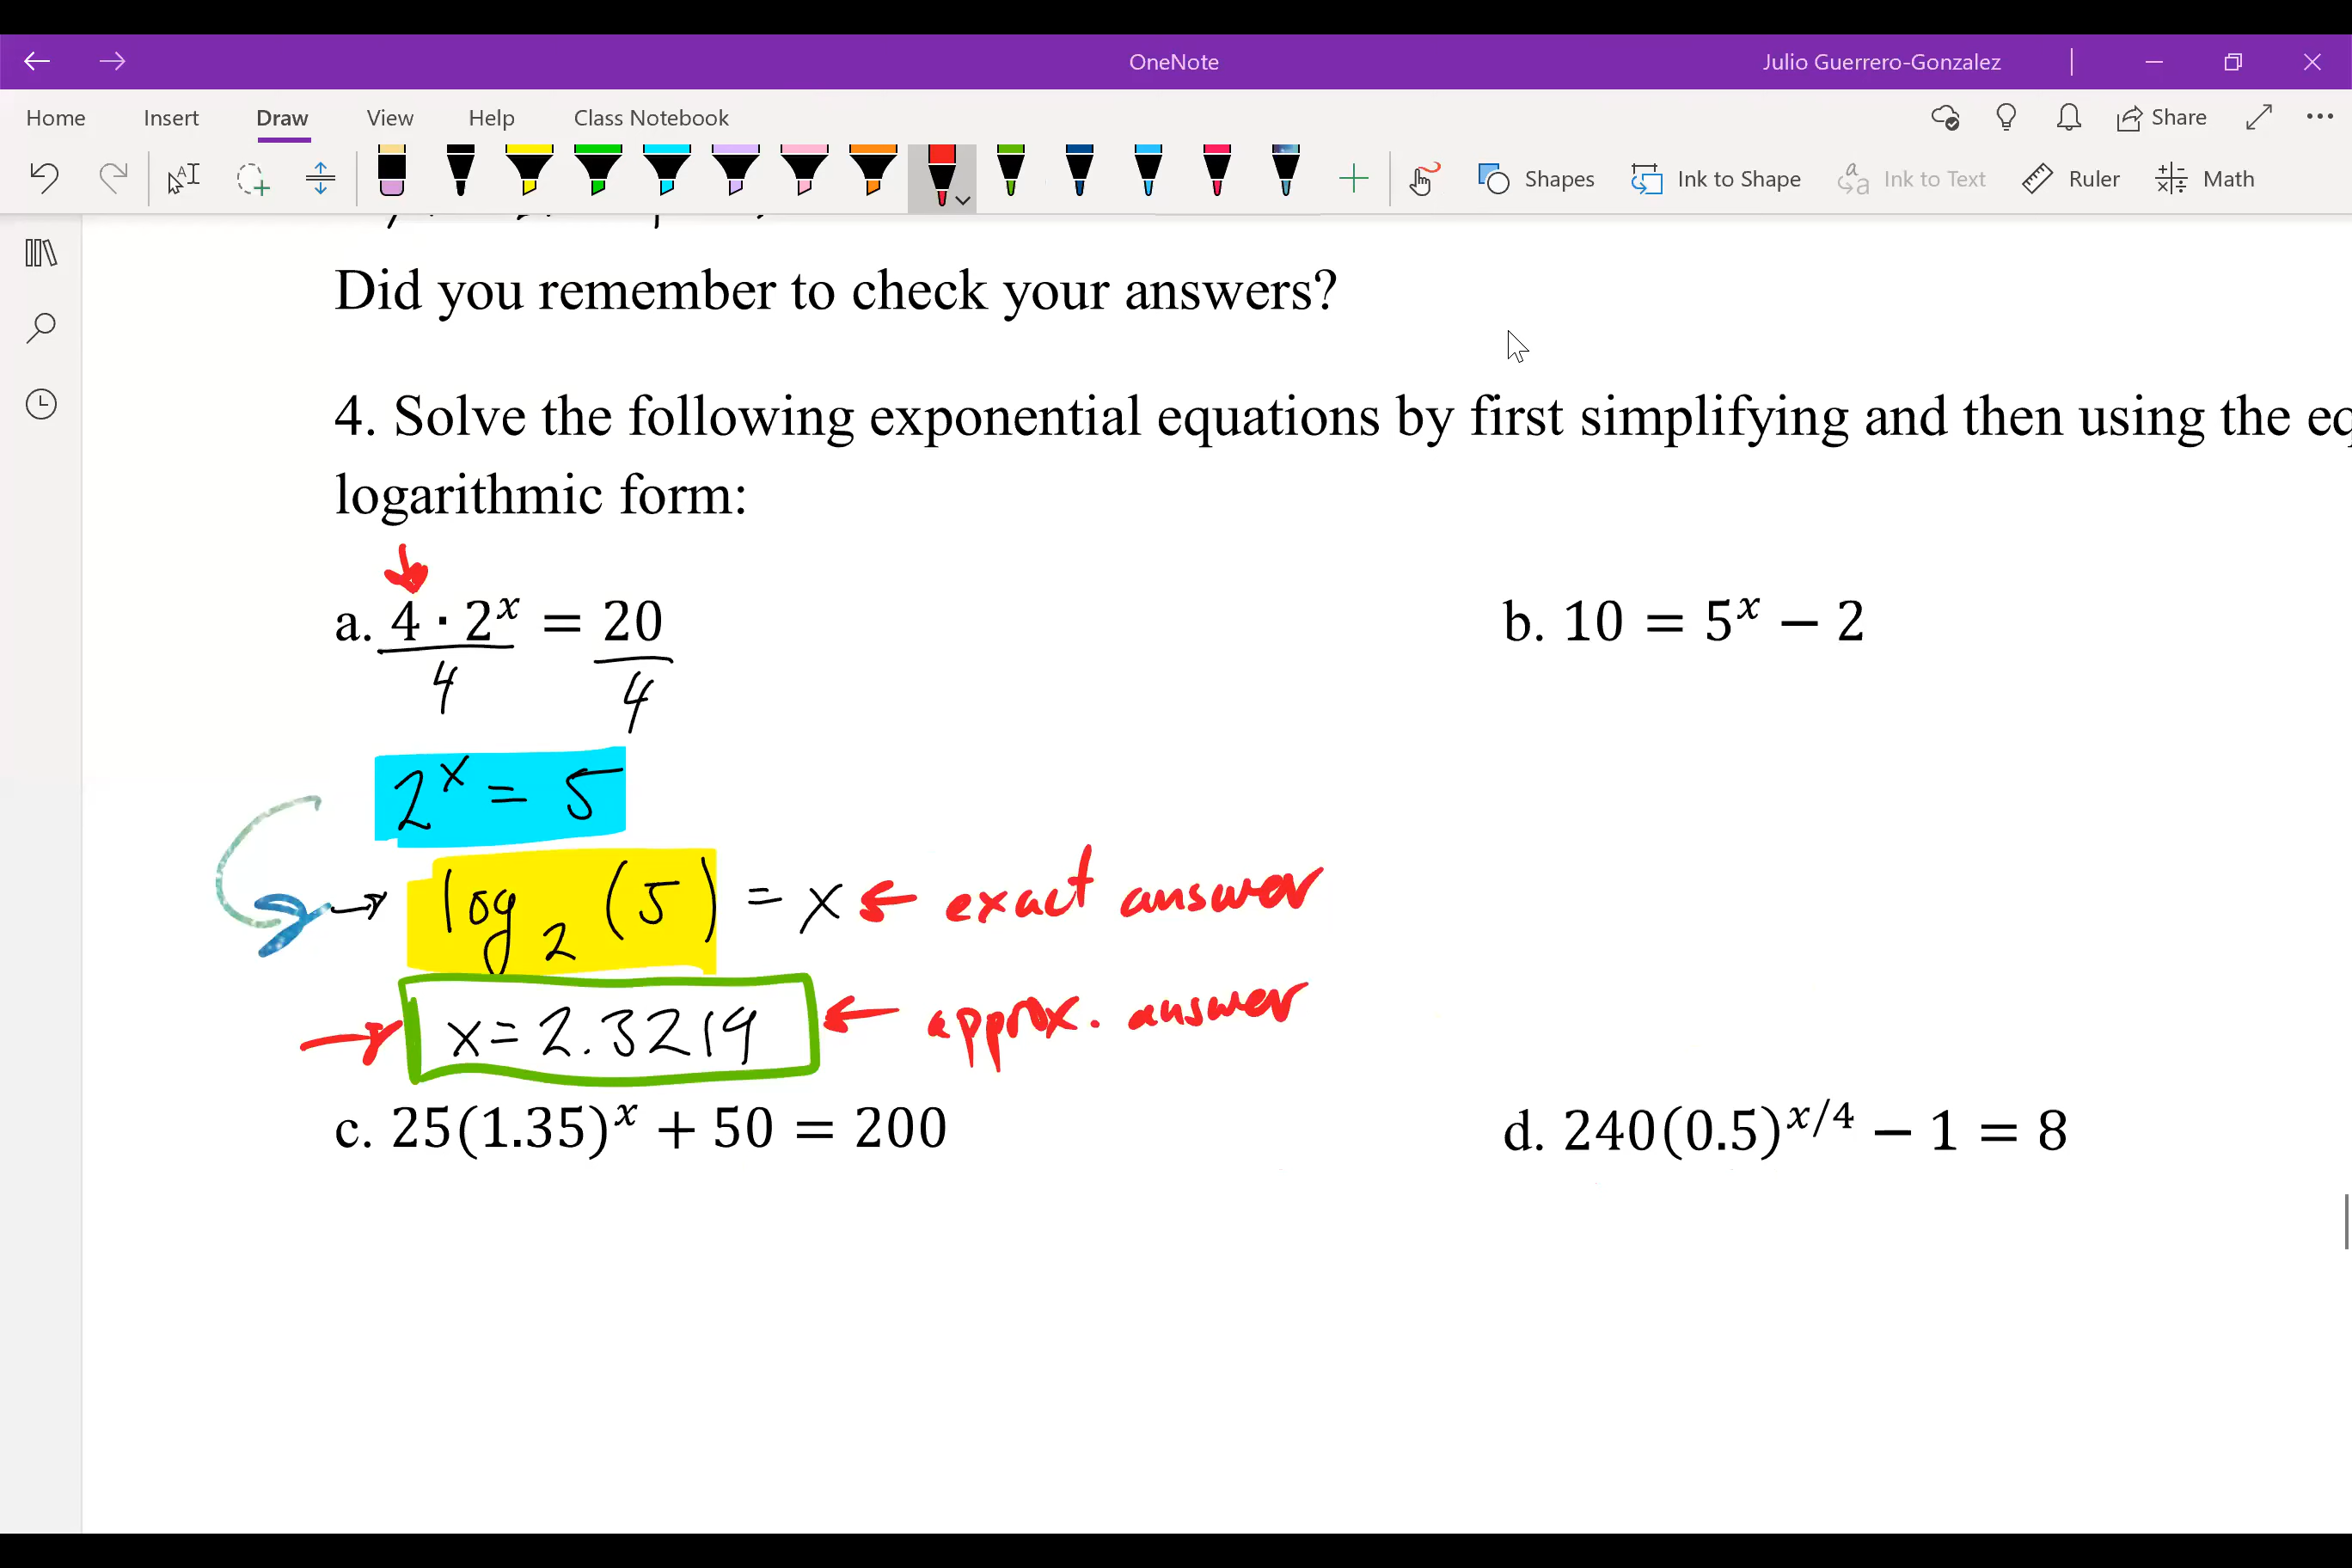 OneNote
Julio Guerrero-Gonzalez
Home Insert Draw View Help Class Notebook
Share
Shapes Ink to Shape Ink to Text Ruler Math
Did you remember to check your answers?
4. Solve the following exponential equations by first simplifying and then using the eq
logarithmic form:
a. 4 · 2^x = 20
4 4
b. 10 = 5^x − 2
2^x = 5
→ log_2 (5) = x ← exact answer
→ x = 2.3219 ← approx. answer
c. 25(1.35)^x + 50 = 200
d. 240(0.5)^{x/4} − 1 = 8